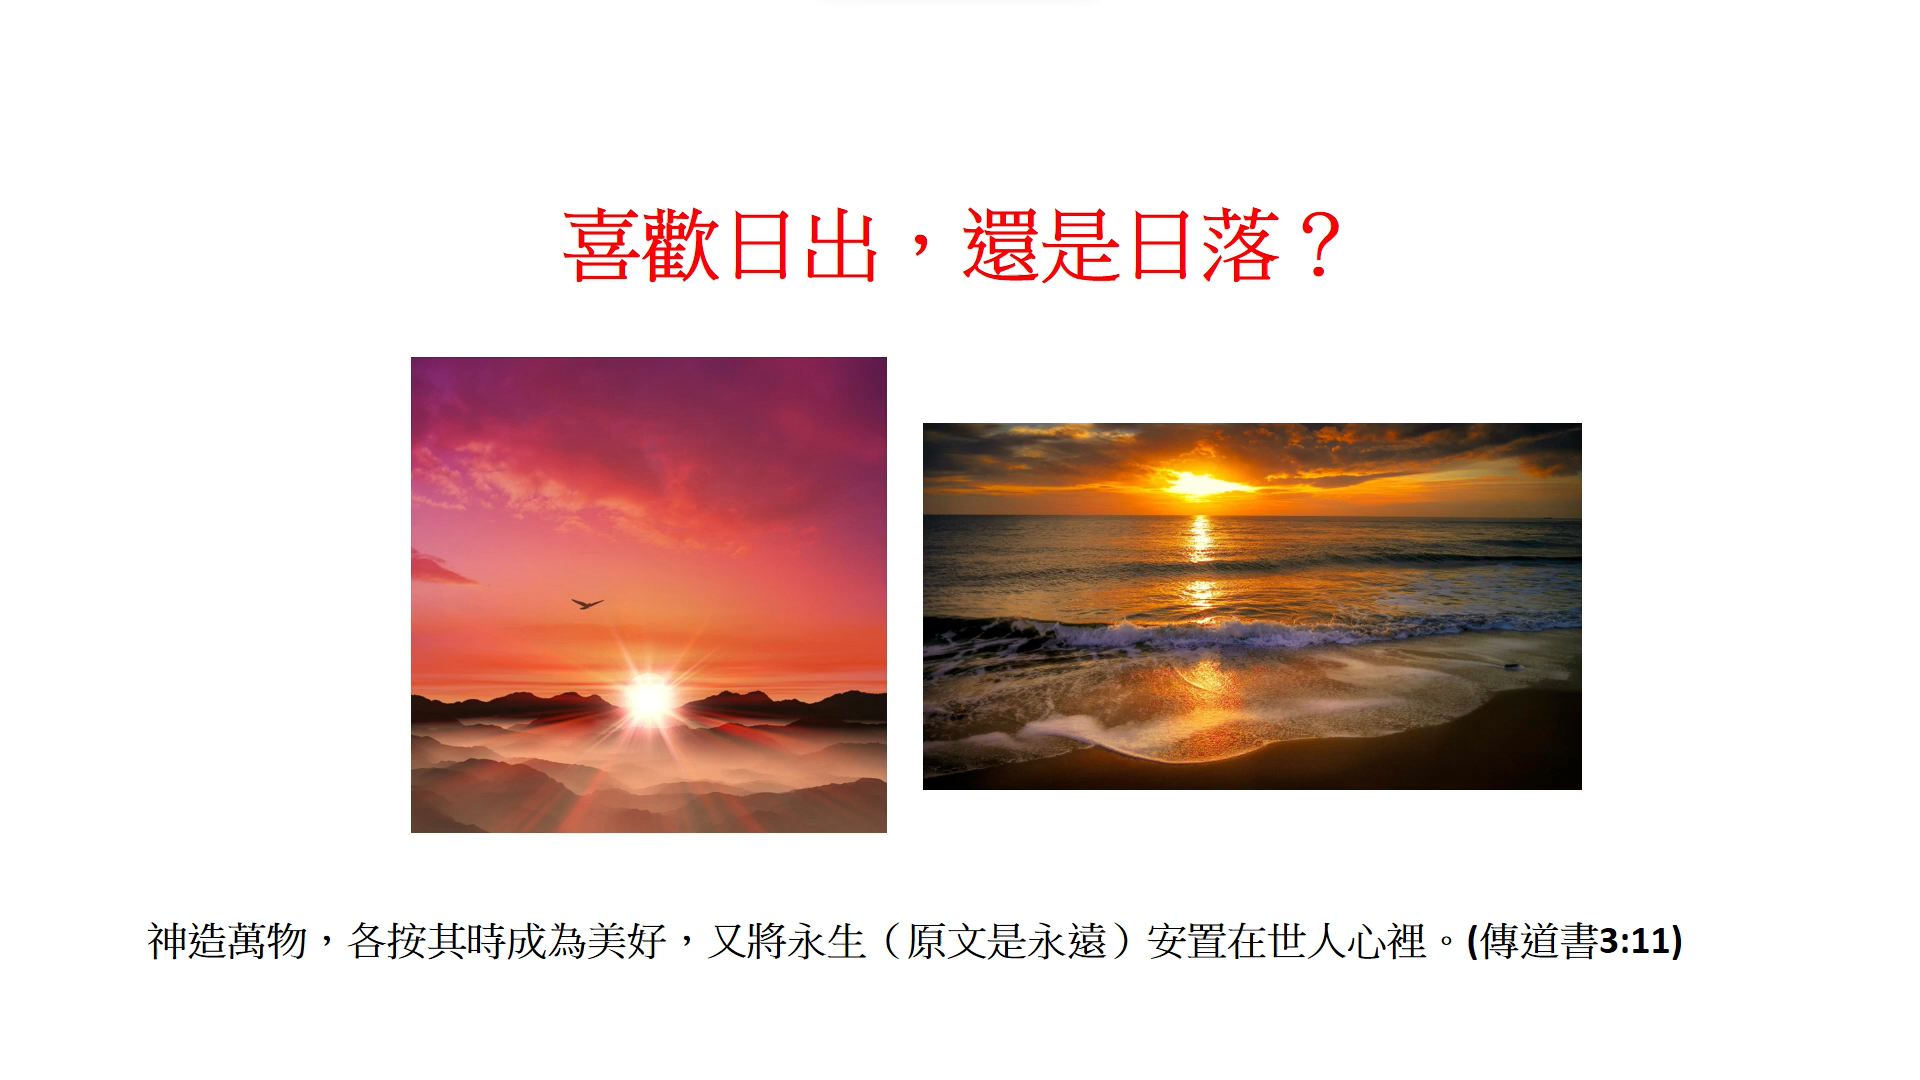 喜歡日出，還是日落？
神造萬物，各按其時成為美好，又將永生（原文是永遠）安置在世人心裡。(傳道書3:11)